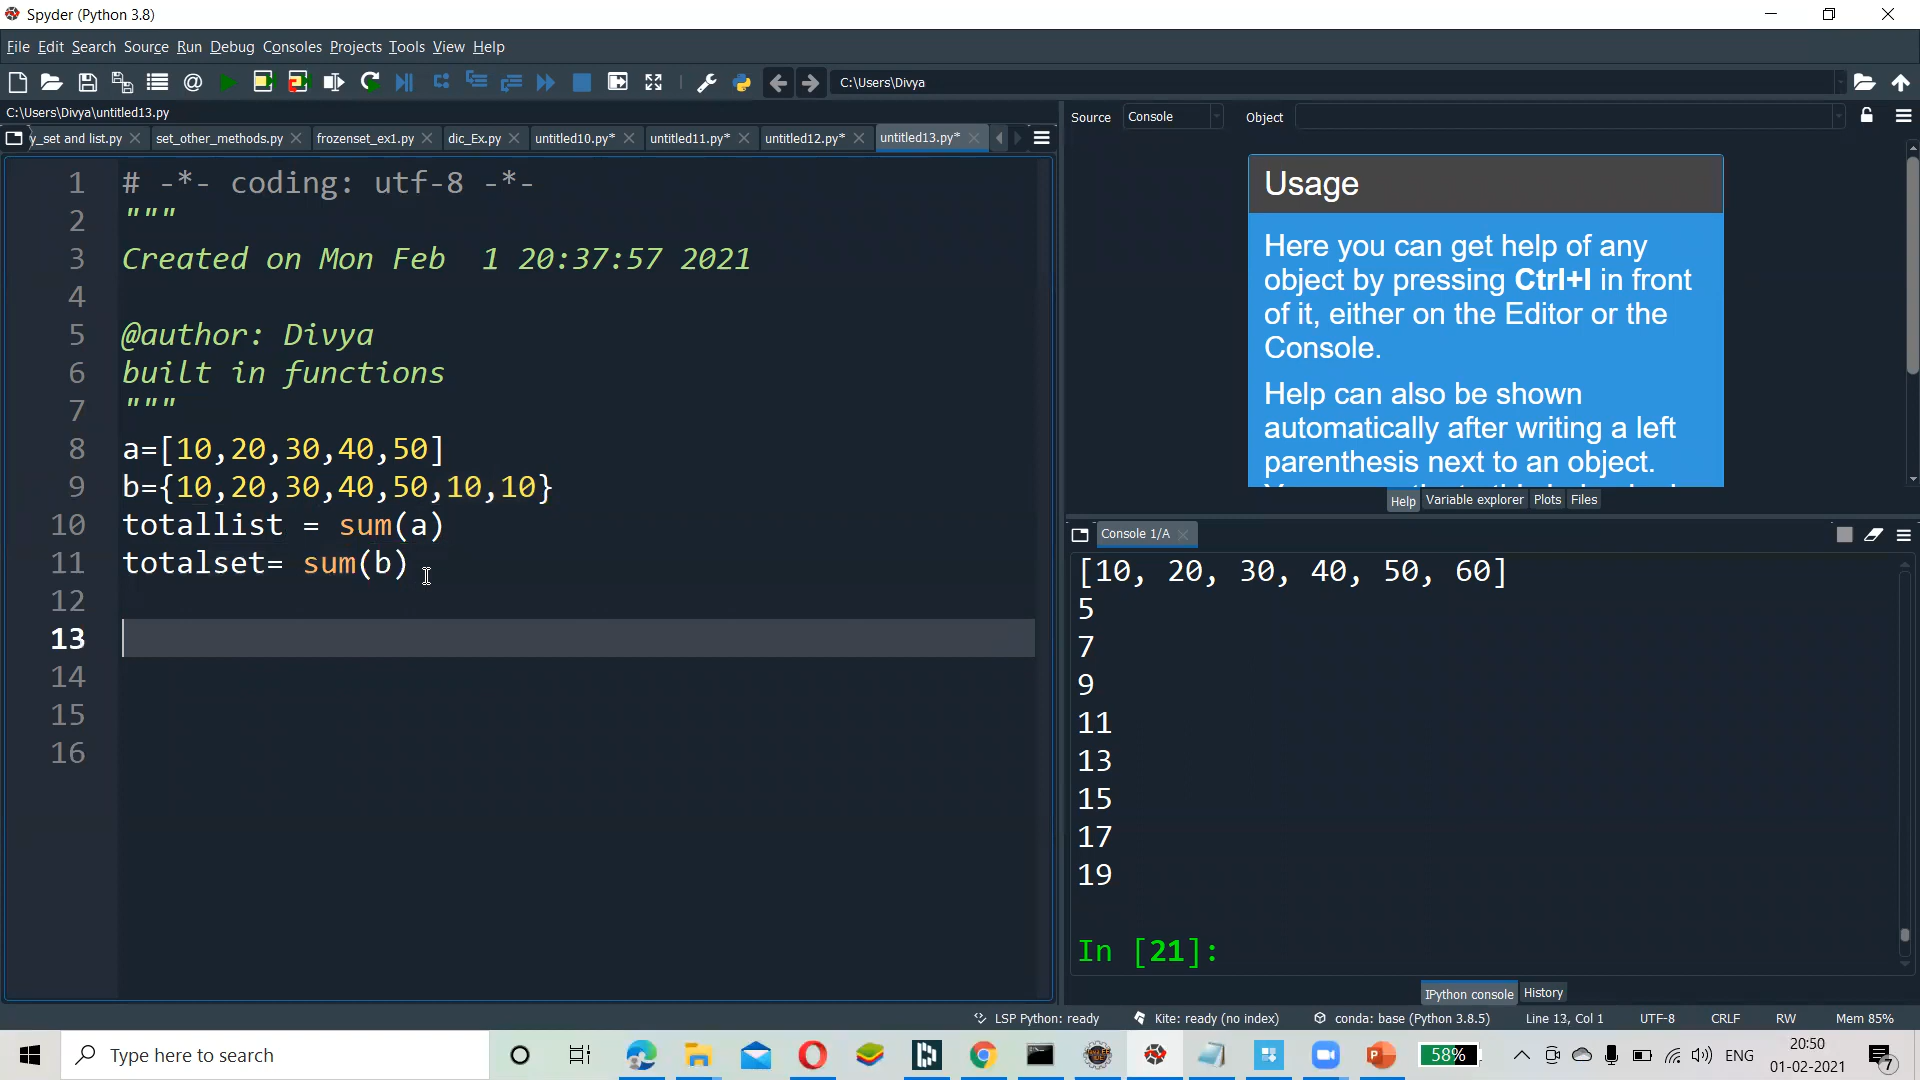 Spyder (Python 3.8)
File Edit Search Source Run Debug Consoles Projects Tools View Help
C:\Users\Divya
C:\Users\Divya\untitled13.py
y_set and list.py set_other_methods.py frozenset_ex1.py dic_Ex.py untitled10.py* untitled11.py* untitled12.py* untitled13.py*
1 # -*- coding: utf-8 -*-
2 """
3 Created on Mon Feb  1 20:37:57 2021
4
5 @author: Divya
6 built in functions
7 """
8 a=[10,20,30,40,50]
9 b={10,20,30,40,50,10,10}
10 totallist = sum(a)
11 totalset= sum(b)
12
13
14
15
16
Source Console Object
Usage
Here you can get help of any
object by pressing Ctrl+I in front
of it, either on the Editor or the
Console.
Help can also be shown
automatically after writing a left
parenthesis next to an object.
Help Variable explorer Plots Files
Console 1/A
[10, 20, 30, 40, 50, 60]
5
7
9
11
13
15
17
19
In [21]:
IPython console History
LSP Python: ready Kite: ready (no index) conda: base (Python 3.8.5) Line 13, Col 1 UTF-8 CRLF RW Mem 85%
Type here to search
58%
ENG
20:50
01-02-2021
7